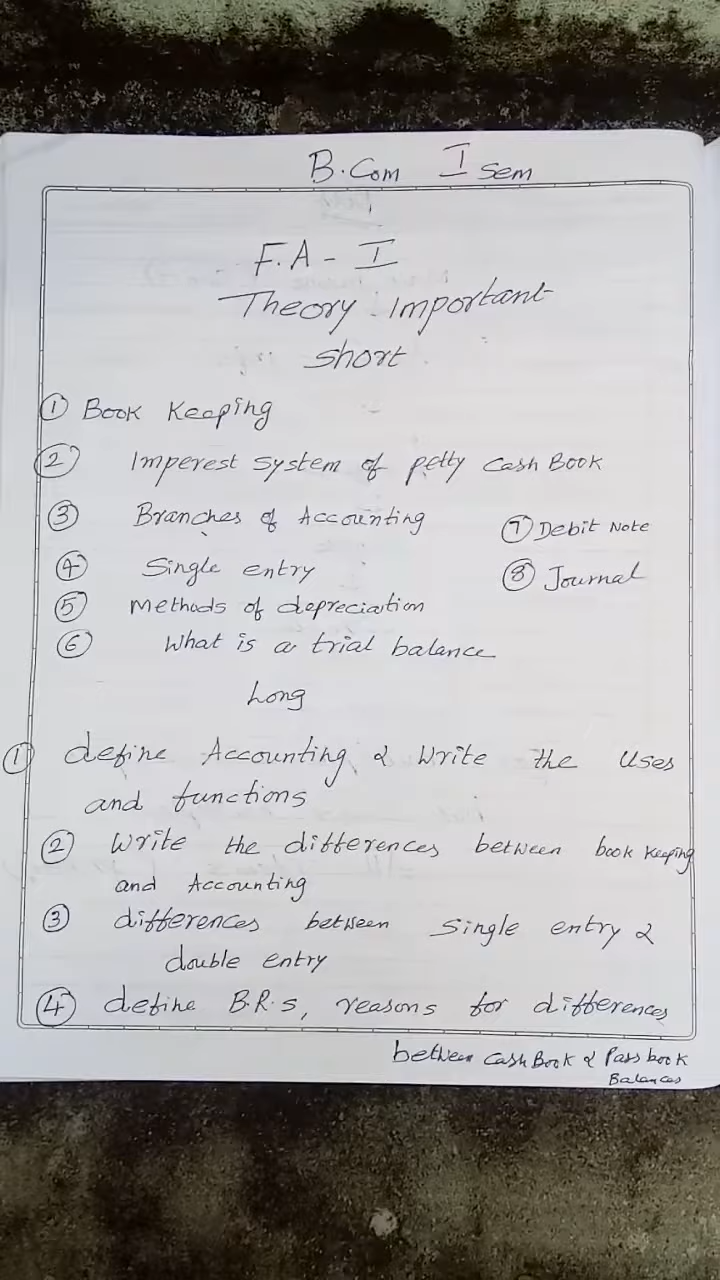 B.Com I Sem
F.A - I
Theory Important
Short
① Book Keeping
② Imperest system of petty cash Book
③ Branches of Accounting
④ Single entry
⑤ methods of depreciation
⑥ What is a trial balance
⑦ Debit Note
⑧ Journal
Long
① define Accounting & Write the Uses
and functions
② Write the differences between book keeping
and Accounting
③ differences between Single entry &
double entry
④ define B.R.S, reasons for differences
between Cash Book & Pass book
Balances